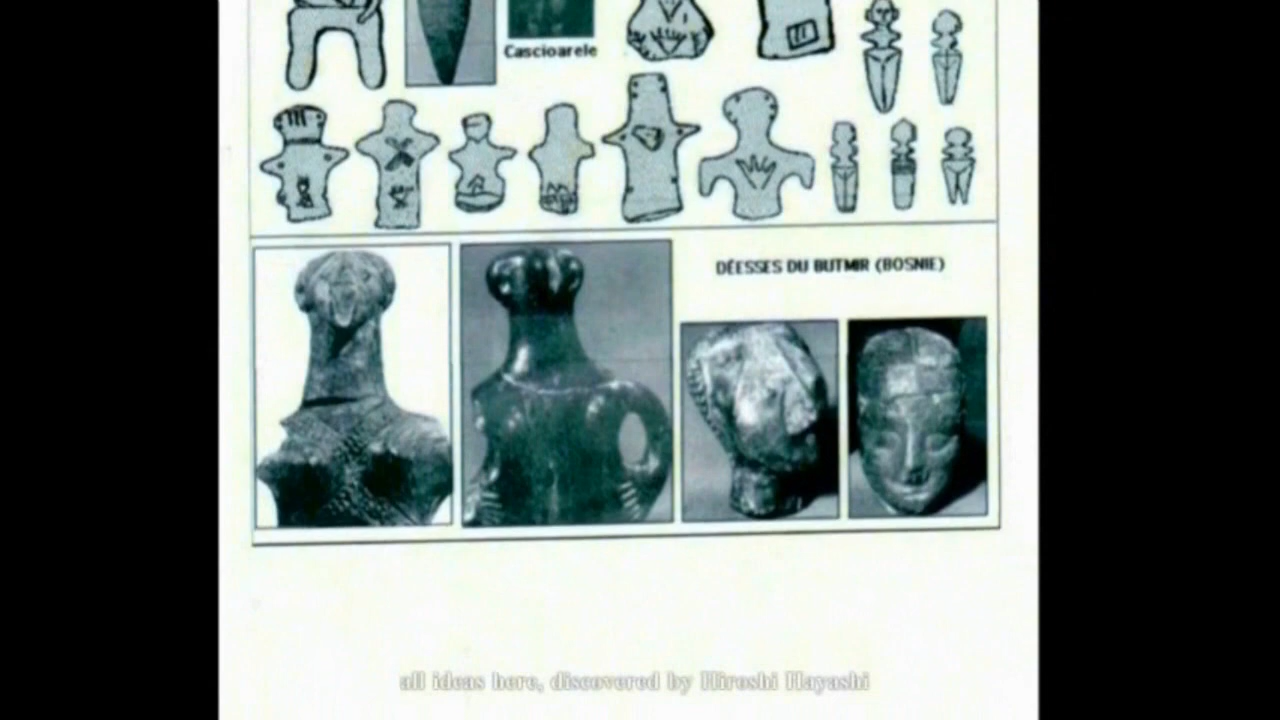 Cascioarele
DÉESSES DU BUTMIR (BOSNIE)
all ideas here, discovered by Hiroshi Hayashi